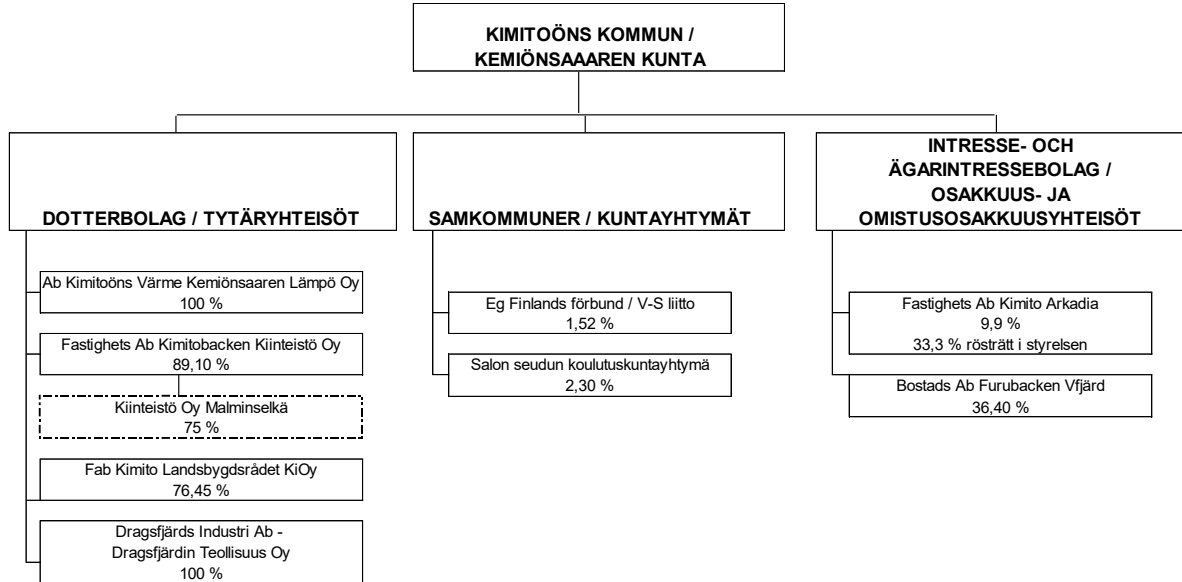 KIMITOÖNS KOMMUN /
KEMIÖNSAAAREN KUNTA
DOTTERBOLAG / TYTÄRYHTEISÖT
Ab Kimitoöns Värme Kemiönsaaren Lämpö Oy
100 %
Fastighets Ab Kimitobacken Kiinteistö Oy
89,10 %
Kiinteistö Oy Malminselkä
75 %
Fab Kimito Landsbygdsrådet KiOy
76,45 %
Dragsfjärds Industri Ab -
Dragsfjärdin Teollisuus Oy
100 %
SAMKOMMUNER / KUNTAYHTYMÄT
Eg Finlands förbund / V-S liitto
1,52 %
Salon seudun koulutuskuntayhtymä
2,30 %
INTRESSE- OCH
ÄGARINTRESSEBOLAG /
OSAKKUUS- JA
OMISTUSOSAKKUUSYHTEISÖT
Fastighets Ab Kimito Arkadia
9,9 %
33,3 % rösträtt i styrelsen
Bostads Ab Furubacken Vfjärd
36,40 %